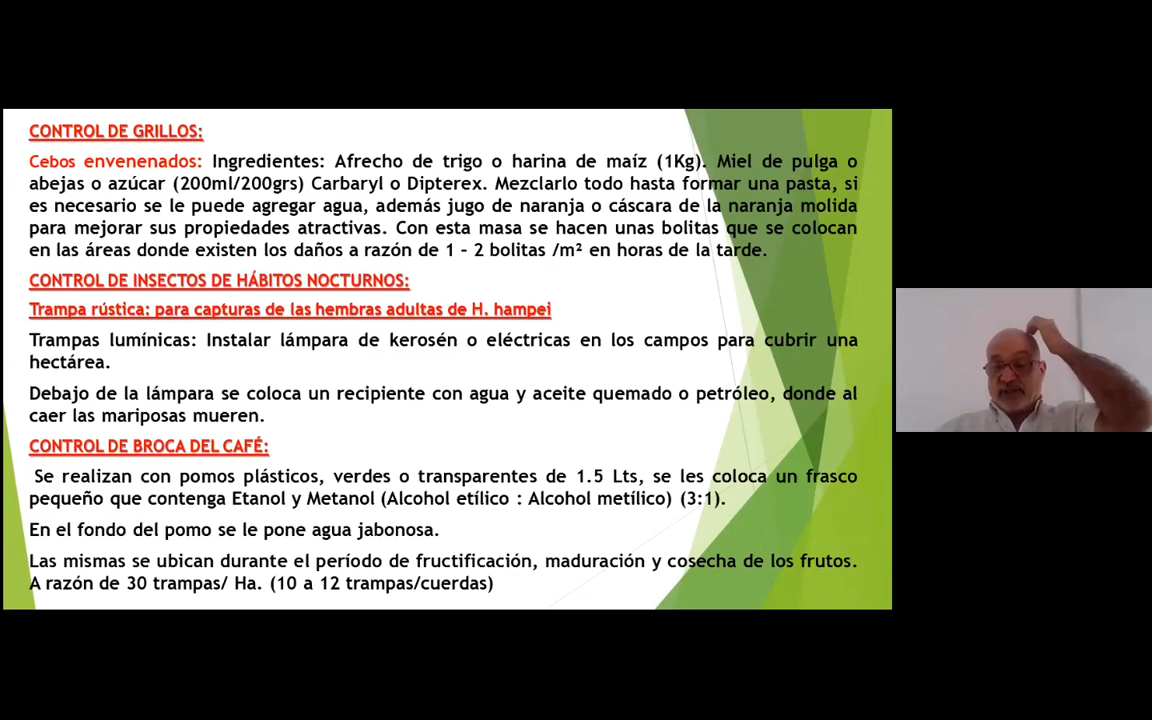 CONTROL DE GRILLOS:
Cebos envenenados: Ingredientes: Afrecho de trigo o harina de maíz (1Kg). Miel de pulga o
abejas o azúcar (200ml/200grs) Carbaryl o Dipterex. Mezclarlo todo hasta formar una pasta, si
es necesario se le puede agregar agua, además jugo de naranja o cáscara de la naranja molida
para mejorar sus propiedades atractivas. Con esta masa se hacen unas bolitas que se colocan
en las áreas donde existen los daños a razón de 1 – 2 bolitas /m² en horas de la tarde.
CONTROL DE INSECTOS DE HÁBITOS NOCTURNOS:
Trampa rústica: para capturas de las hembras adultas de H. hampei
Trampas lumínicas: Instalar lámpara de kerosén o eléctricas en los campos para cubrir una
hectárea.
Debajo de la lámpara se coloca un recipiente con agua y aceite quemado o petróleo, donde al
caer las mariposas mueren.
CONTROL DE BROCA DEL CAFÉ:
Se realizan con pomos plásticos, verdes o transparentes de 1.5 Lts, se les coloca un frasco
pequeño que contenga Etanol y Metanol (Alcohol etílico : Alcohol metílico) (3:1).
En el fondo del pomo se le pone agua jabonosa.
Las mismas se ubican durante el período de fructificación, maduración y cosecha de los frutos.
A razón de 30 trampas/ Ha. (10 a 12 trampas/cuerdas)